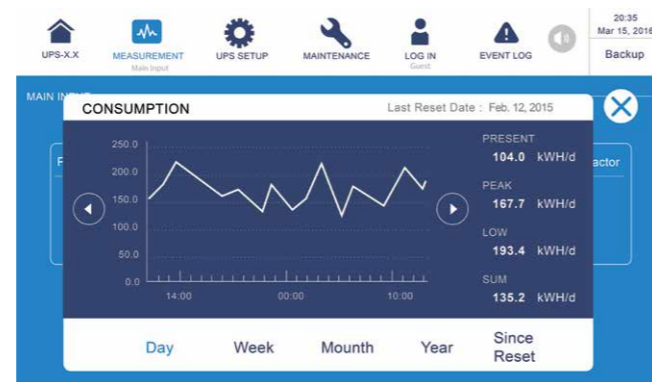 20:35
Mar 15, 2016
UPS-X.X
MEASUREMENT
Main Input
UPS SETUP
MAINTENANCE
LOG IN
Guest
EVENT LOG
Backup
MAIN IN
CONSUMPTION
Last Reset Date : Feb. 12, 2015
250.0
200.0
150.0
100.0
50.0
0.0
14:00
00:00
10:00
PRESENT
104.0 kWH/d
PEAK
167.7 kWH/d
LOW
193.4 kWH/d
SUM
135.2 kWH/d
actor
Day
Week
Mounth
Year
Since
Reset